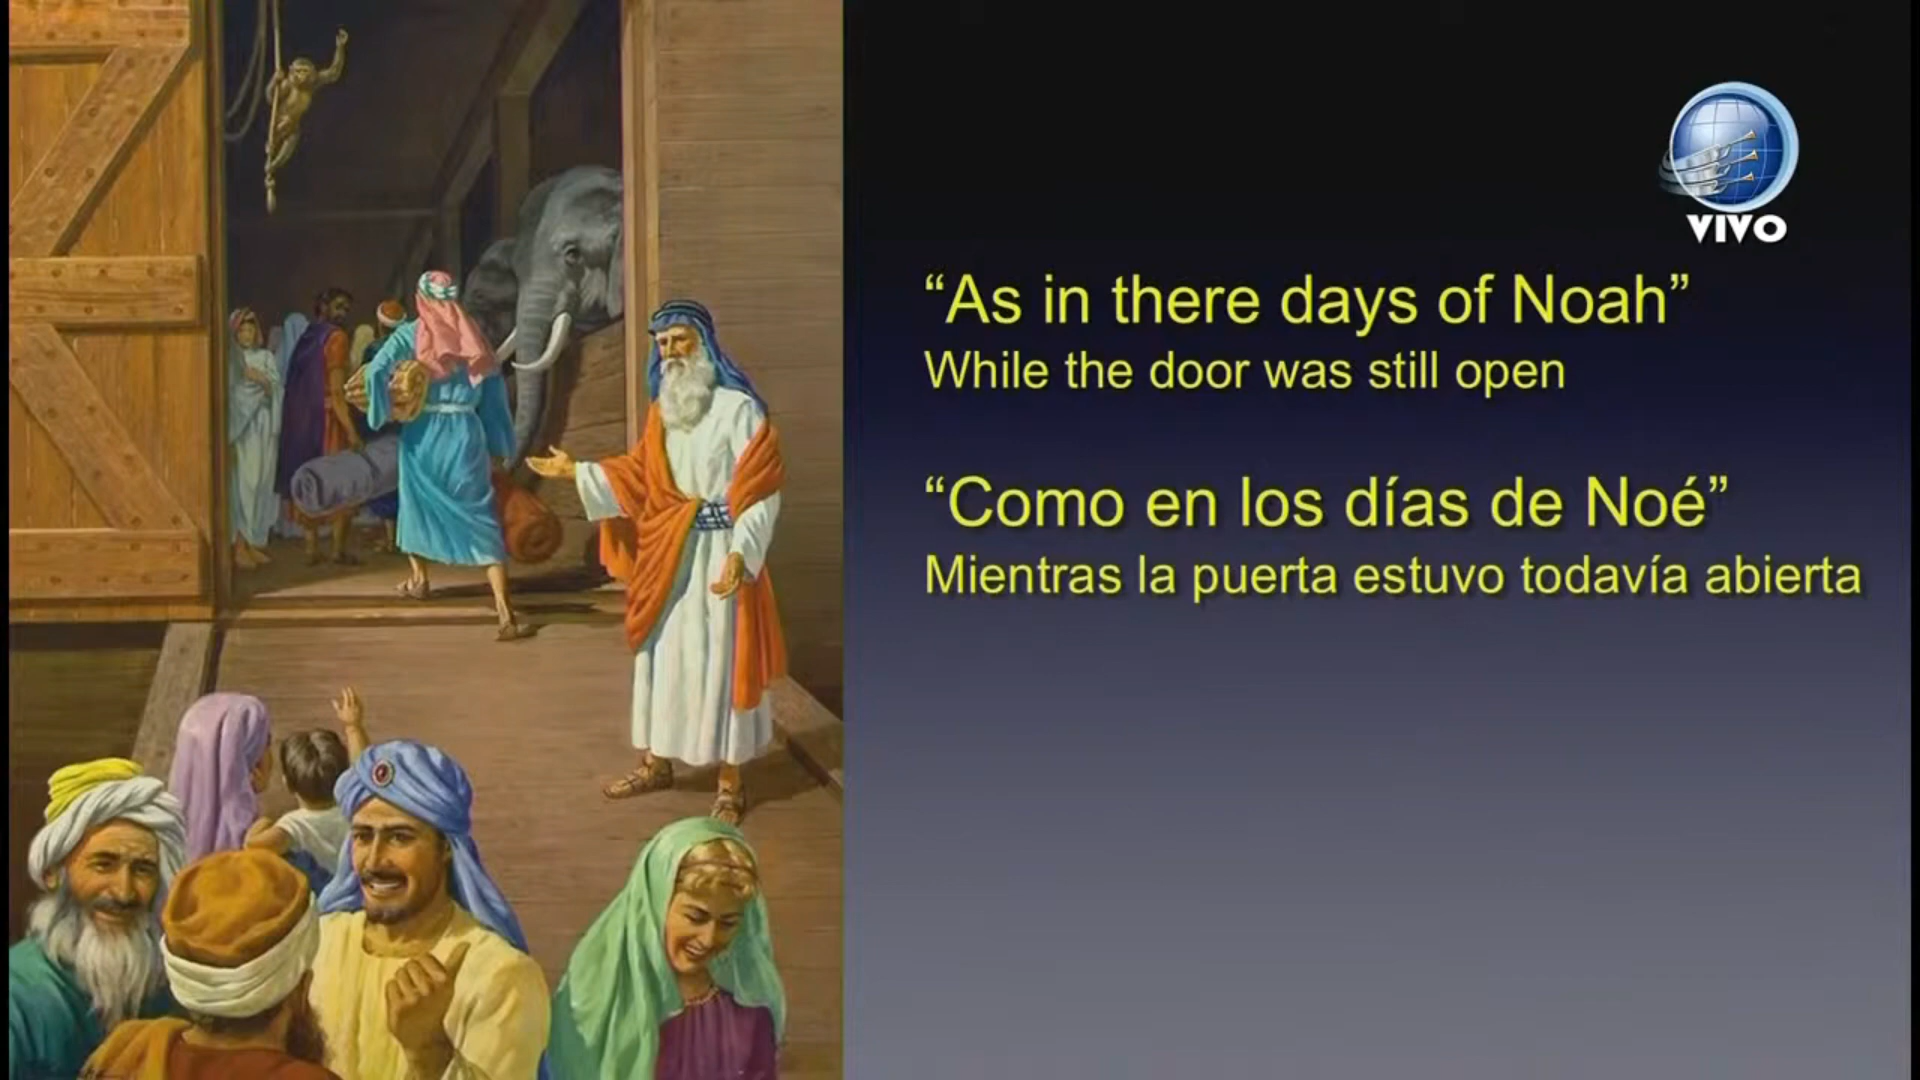 VIVO
“As in there days of Noah”
While the door was still open
“Como en los días de Noé”
Mientras la puerta estuvo todavía abierta